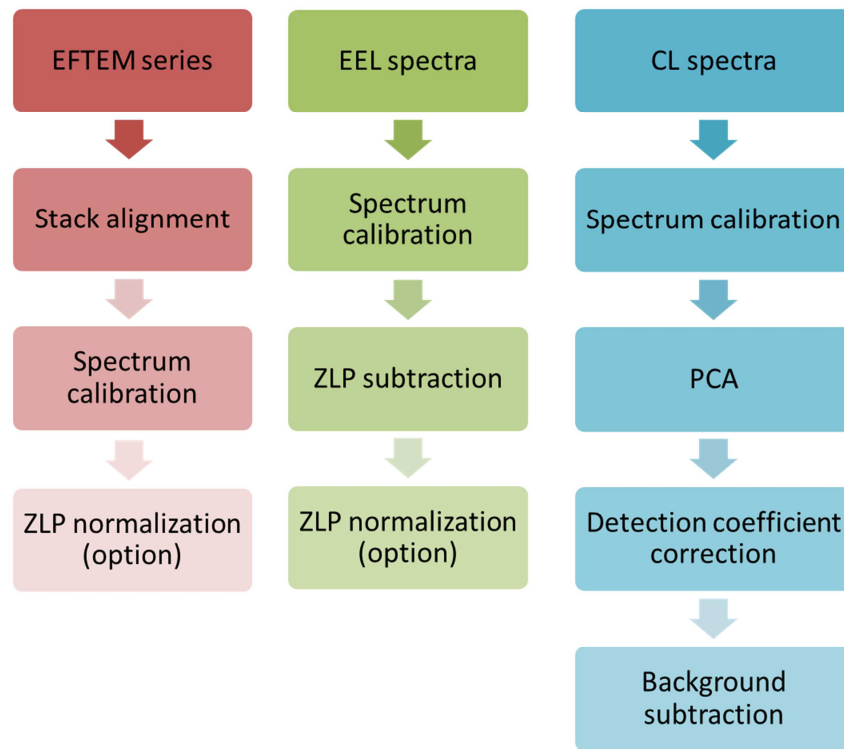 EFTEM series
Stack alignment
Spectrum
calibration
ZLP normalization
(option)
EEL spectra
Spectrum
calibration
ZLP subtraction
ZLP normalization
(option)
CL spectra
Spectrum calibration
PCA
Detection coefficient
correction
Background
subtraction